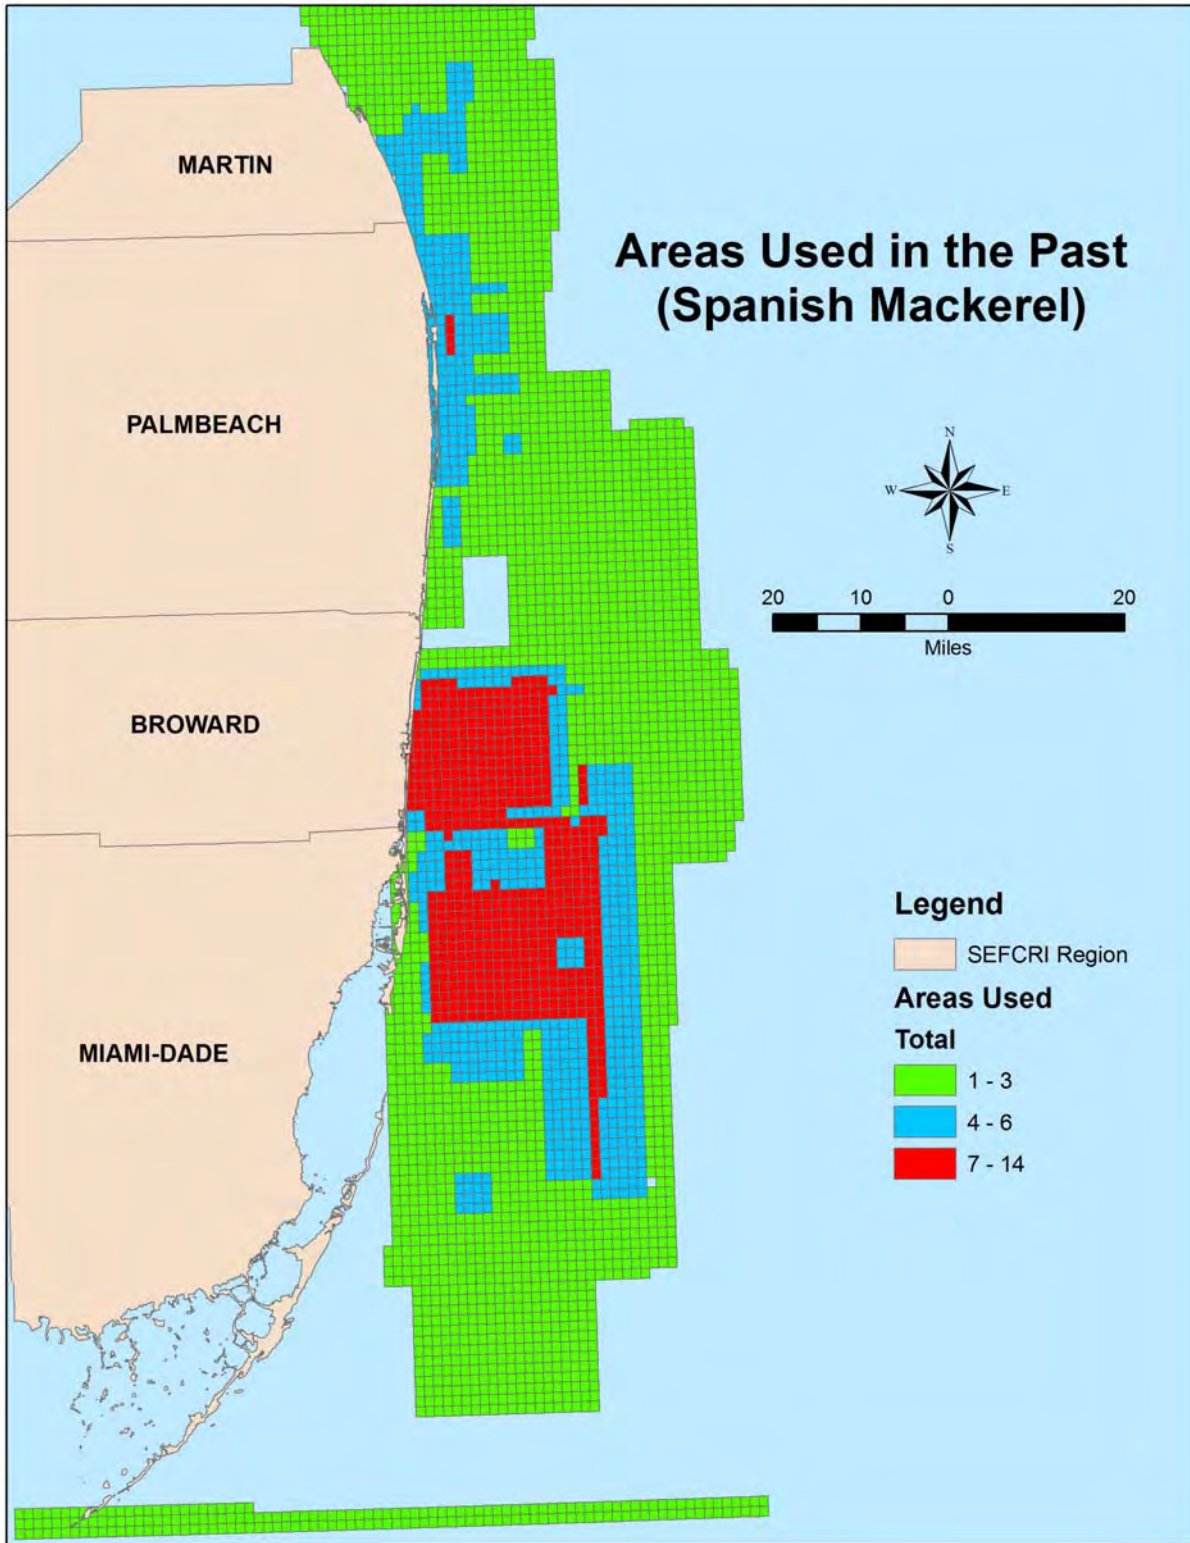 MARTIN
Areas Used in the Past
(Spanish Mackerel)
PALMBEACH
N
W
E
S
20 10 0 20
Miles
BROWARD
Legend
SEFCRI Region
Areas Used
Total
MIAMI-DADE
1 - 3
4 - 6
7 - 14